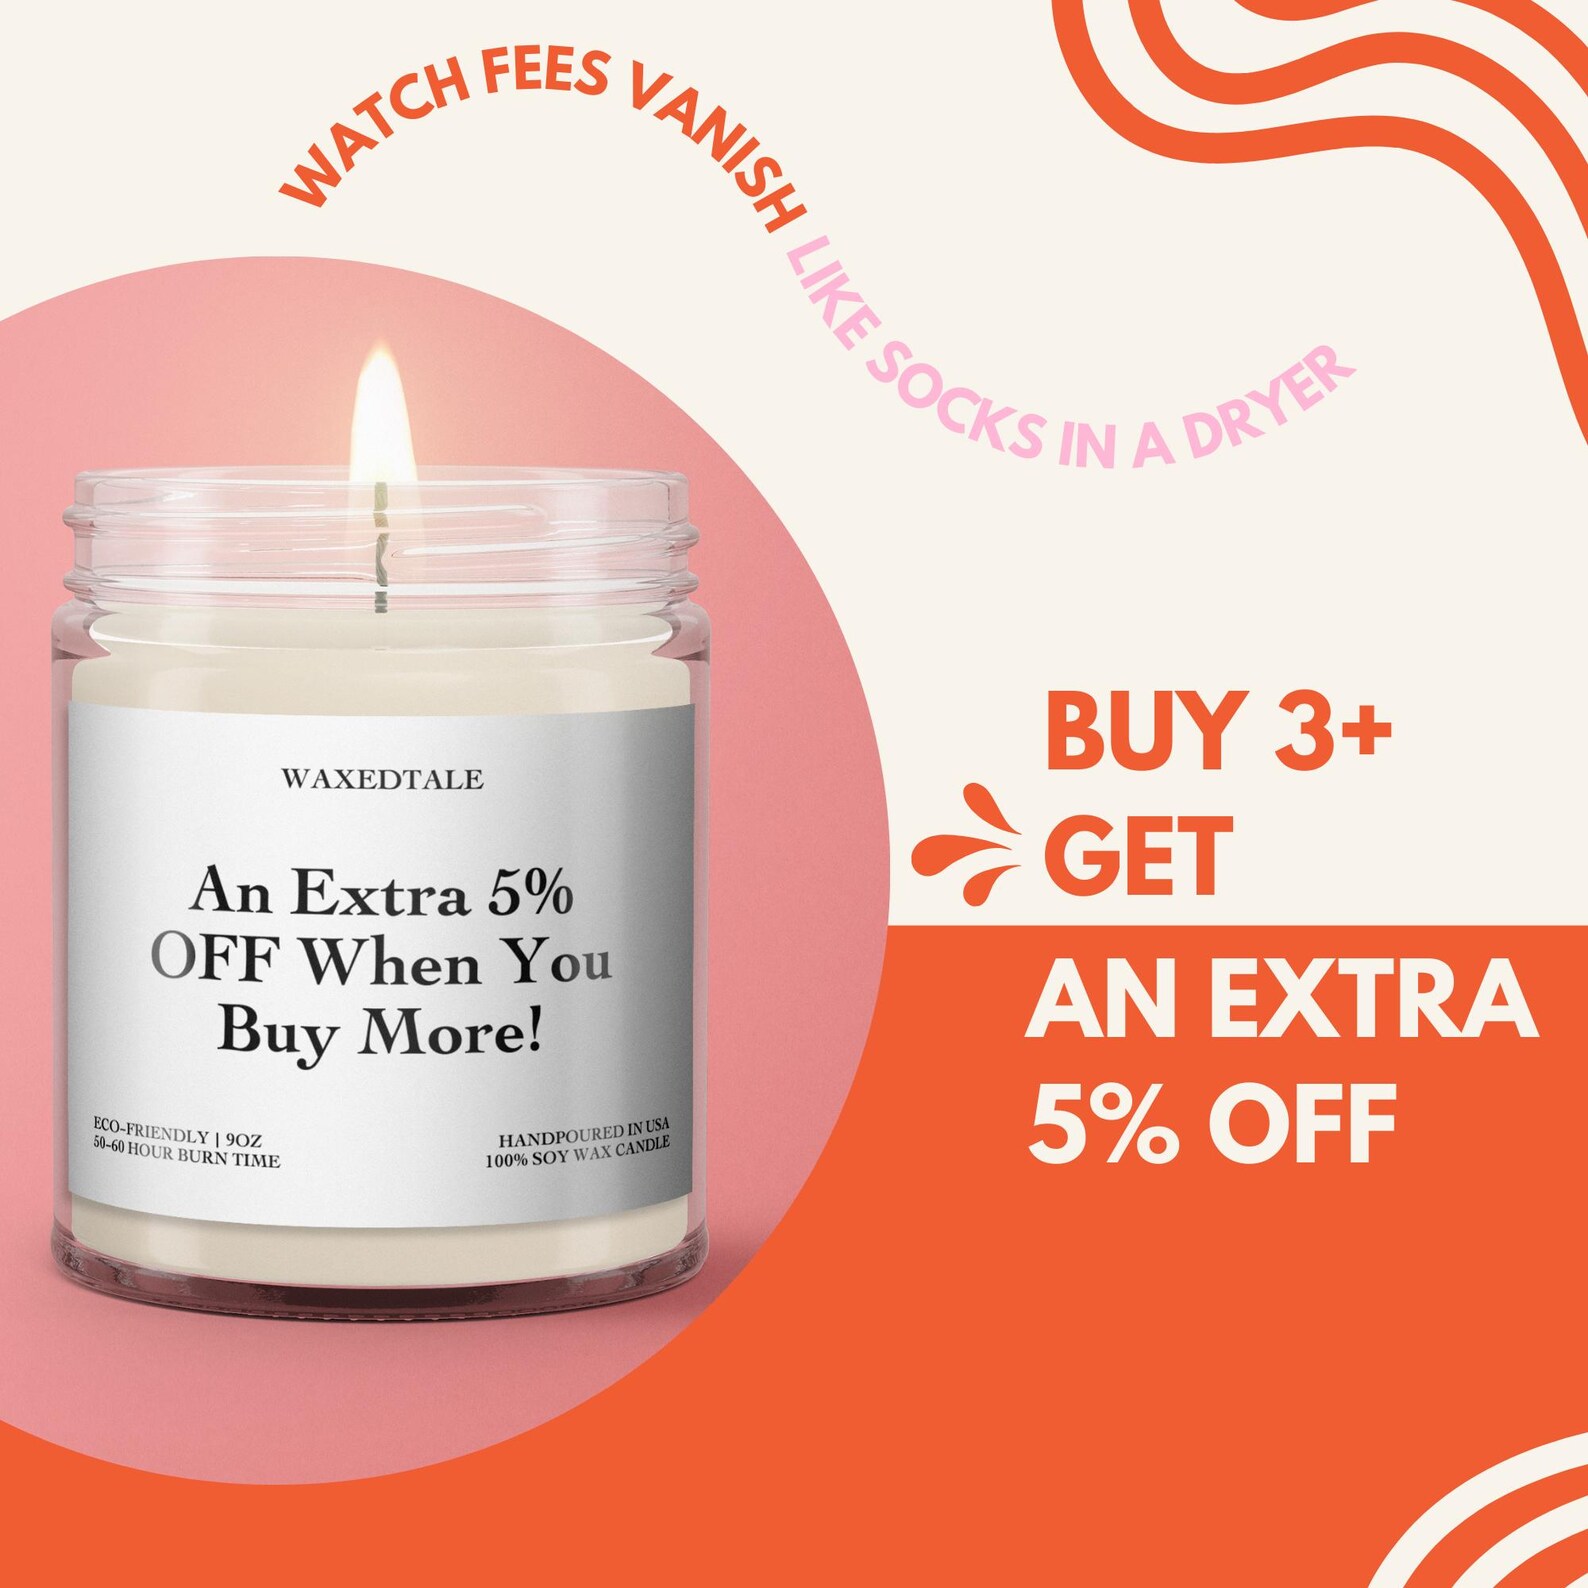 WATCH FEES VANISH LIKE SOCKS IN A DRYER
WAXEDTALE
An Extra 5%
OFF When You
Buy More!
ECO-FRIENDLY | 9OZ
50-60 HOUR BURN TIME
HANDPOURED IN USA
100% SOY WAX CANDLE
BUY 3+
GET
AN EXTRA
5% OFF